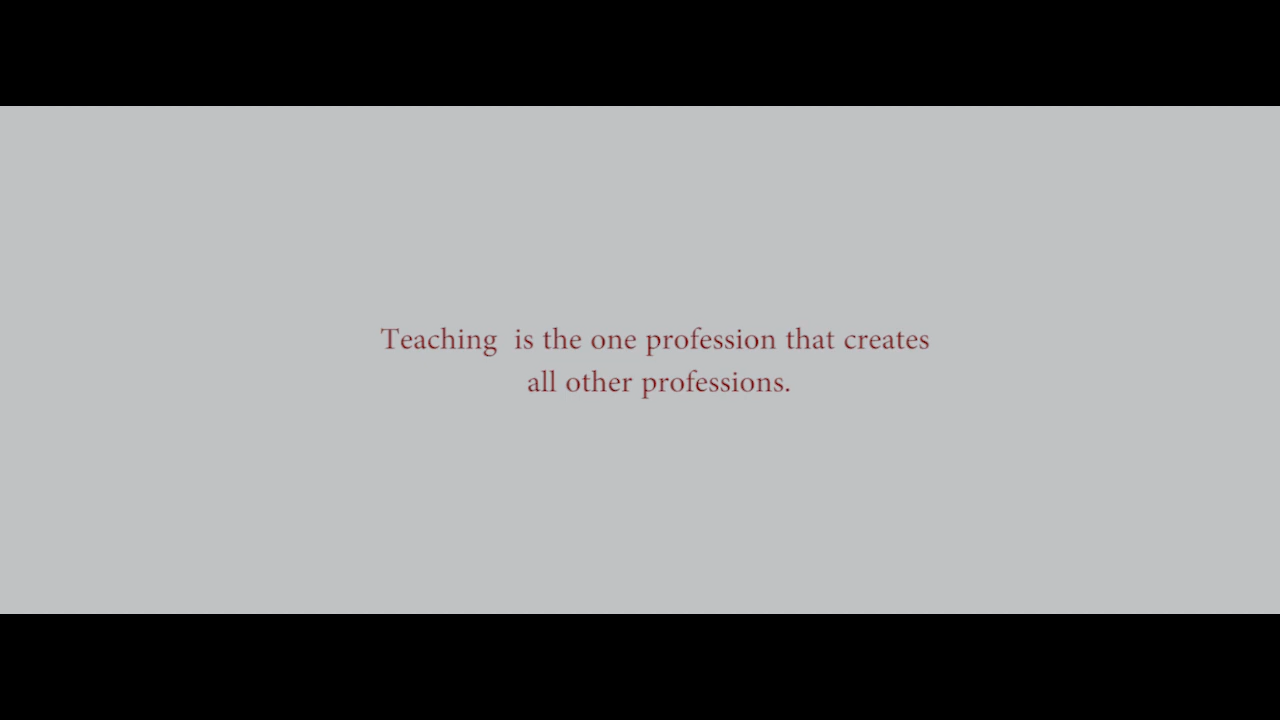 Teaching  is the one profession that creates
all other professions.